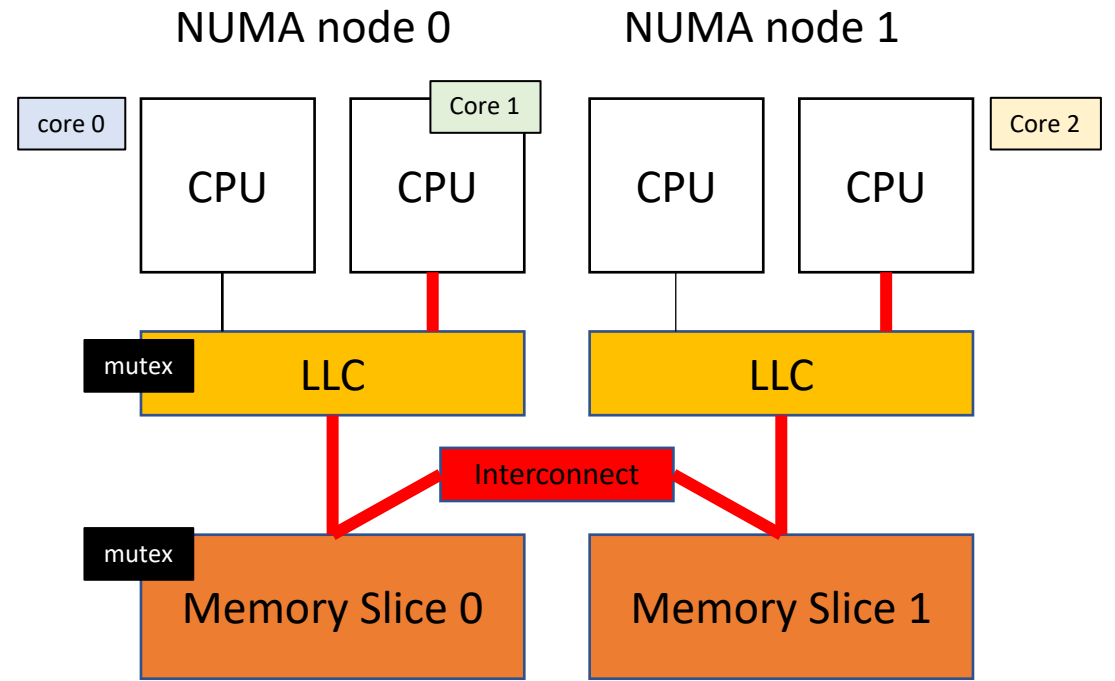 NUMA node 0
NUMA node 1
core 0
Core 1
Core 2
CPU
CPU
CPU
CPU
mutex
LLC
LLC
Interconnect
mutex
Memory Slice 0
Memory Slice 1